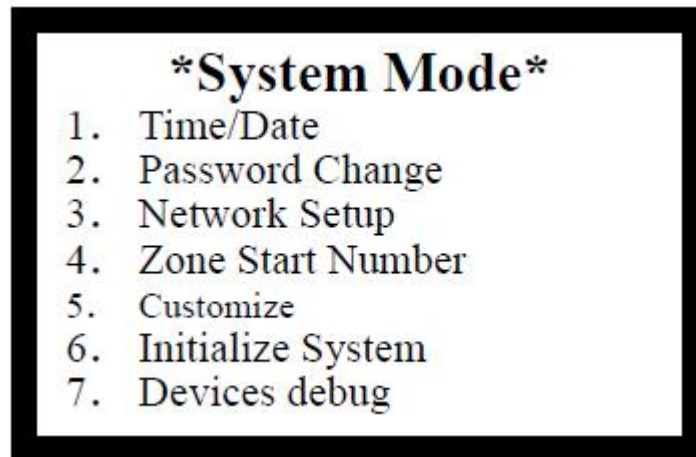 *System Mode*
1. Time/Date
2. Password Change
3. Network Setup
4. Zone Start Number
5. Customize
6. Initialize System
7. Devices debug